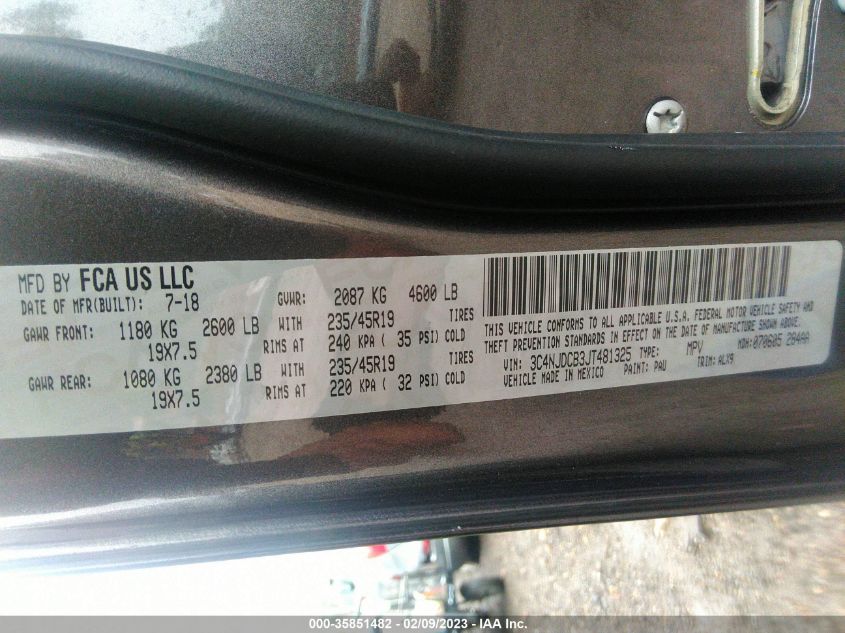 MFD BY FCA US LLC
DATE OF MFR(BUILT): 7-18
GVWR: 2087 KG 4600 LB
GAWR FRONT: 1180 KG 2600 LB WITH 235/45R19 TIRES
19X7.5 RIMS AT 240 KPA ( 35 PSI) COLD
GAWR REAR: 1080 KG 2380 LB WITH 235/45R19 TIRES
19X7.5 RIMS AT 220 KPA ( 32 PSI) COLD
THIS VEHICLE CONFORMS TO ALL APPLICABLE U.S.A. FEDERAL MOTOR VEHICLE SAFETY AND
THEFT PREVENTION STANDARDS IN EFFECT ON THE DATE OF MANUFACTURE SHOWN ABOVE.
VIN: 3C4NJDCB3JT481325 TYPE: MPV MDH: 070605 284AA
VEHICLE MADE IN MEXICO PAINT: PAU TRIM: ALX9
000-35851482 - 02/09/2023 - IAA Inc.